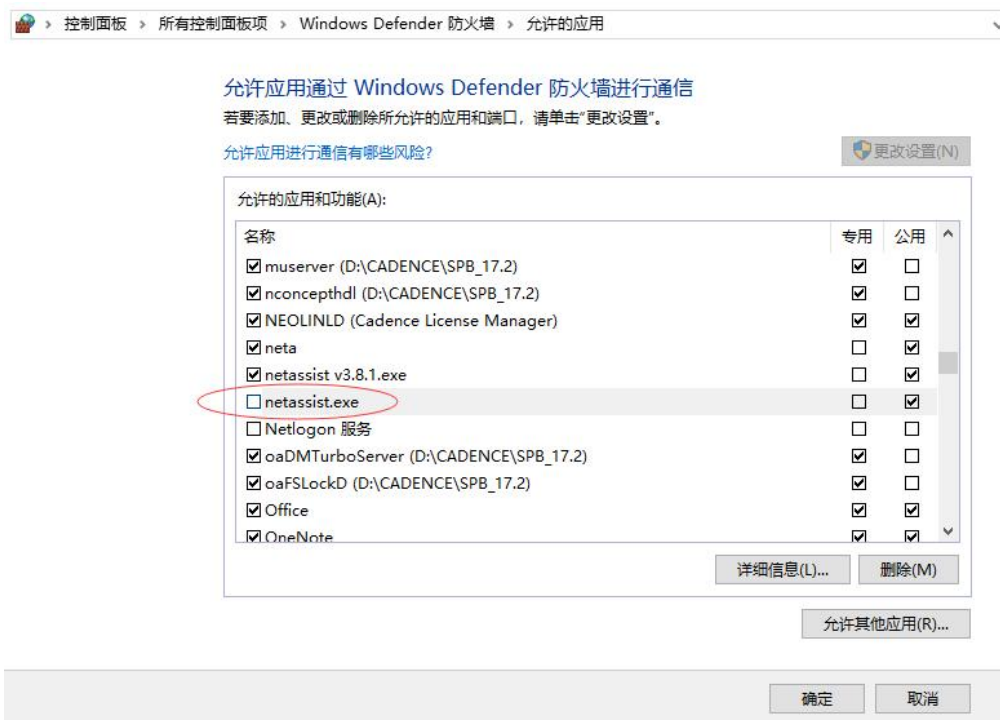 控制面板 › 所有控制面板项 › Windows Defender 防火墙 › 允许的应用
允许应用通过 Windows Defender 防火墙进行通信
若要添加、更改或删除所允许的应用和端口，请单击"更改设置"。
允许应用进行通信有哪些风险?
更改设置(N)
允许的应用和功能(A):
名称 专用 公用
muserver (D:\CADENCE\SPB_17.2)
nconcepthdl (D:\CADENCE\SPB_17.2)
NEOLINLD (Cadence License Manager)
neta
netassist v3.8.1.exe
netassist.exe
Netlogon 服务
oaDMTurboServer (D:\CADENCE\SPB_17.2)
oaFSLockD (D:\CADENCE\SPB_17.2)
Office
OneNote
详细信息(L)... 删除(M)
允许其他应用(R)...
确定 取消